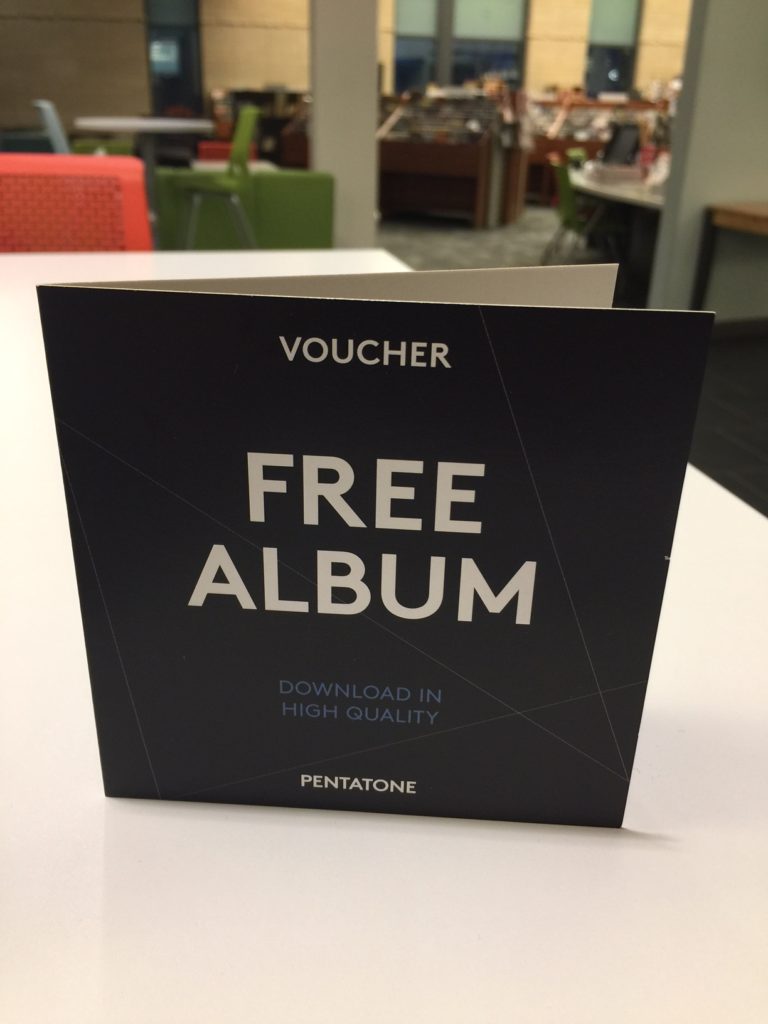 VOUCHER
FREE
ALBUM
DOWNLOAD IN
HIGH QUALITY
PENTATONE